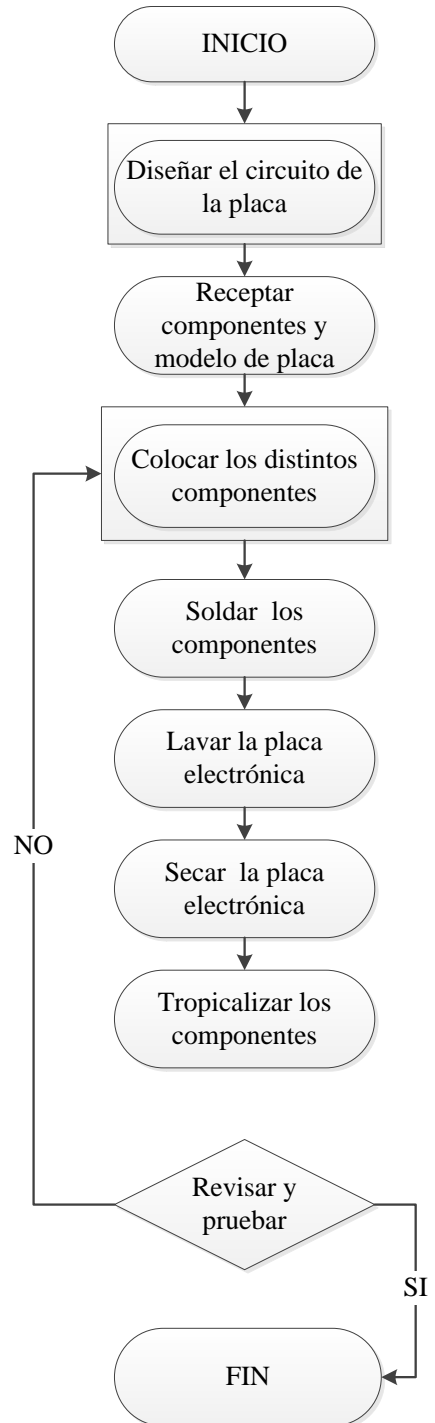 INICIO
Diseñar el circuito de
la placa
Receptar
componentes y
modelo de placa
Colocar los distintos
componentes
Soldar los
componentes
Lavar la placa
electrónica
NO
Secar la placa
electrónica
Tropicalizar los
componentes
Revisar y
pruebar
SI
FIN